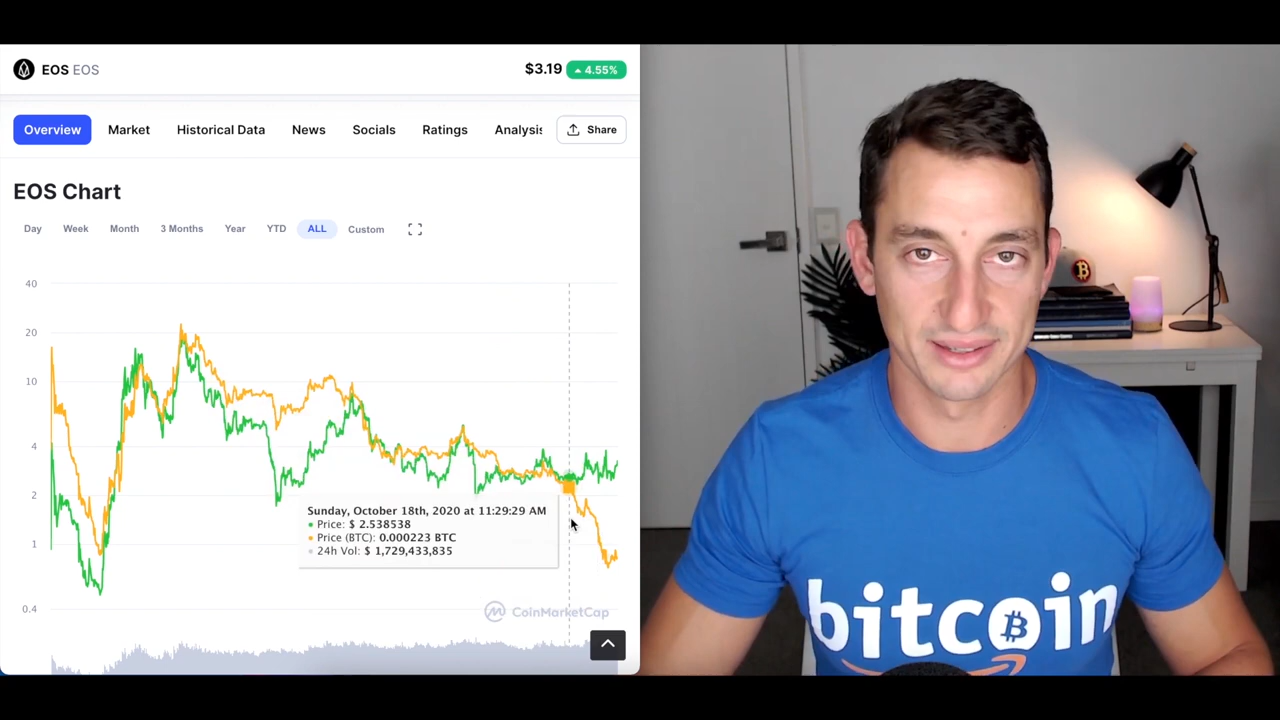 EOS EOS
$3.19 4.55%
Overview Market Historical Data News Socials Ratings Analysis Share
EOS Chart
Day Week Month 3 Months Year YTD ALL Custom
40
20
10
4
2
1
0.4
Sunday, October 18th, 2020 at 11:29:29 AM
Price: $ 2.538538
Price (BTC): 0.000223 BTC
24h Vol: $ 1,729,433,835
CoinMarketCap
bitcoin